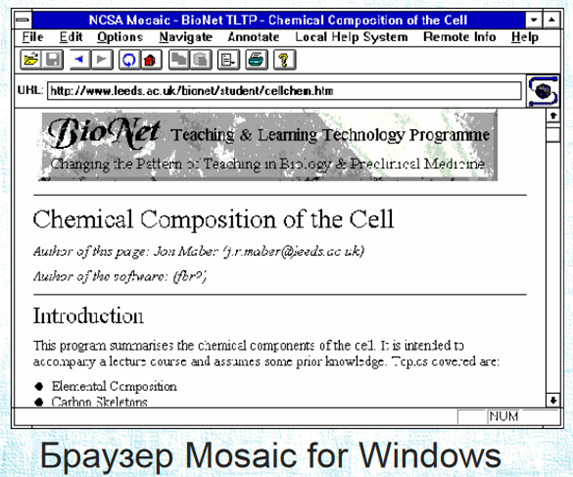 NCSA Mosaic - BioNet TLTP - Chemical Composition of the Cell
File Edit Options Navigate Annotate Local Help System Remote Info Help
URL: http://www.leeds.ac.uk/bionet/student/cellchem.htm
BioNet Teaching & Learning Technology Programme
Changing the Pattern of Teaching in Biology & Preclinical Medicine
Chemical Composition of the Cell
Author of this page: Jon Maber (j.r.maber@leeds.ac.uk)
Author of the software: (fbr?)
Introduction
This program summarises the chemical components of the cell. It is intended to
accompany a lecture course and assumes some prior knowledge. Topics covered are:
● Elemental Composition
● Carbon Skeletons
NUM
Браузер Mosaic for Windows